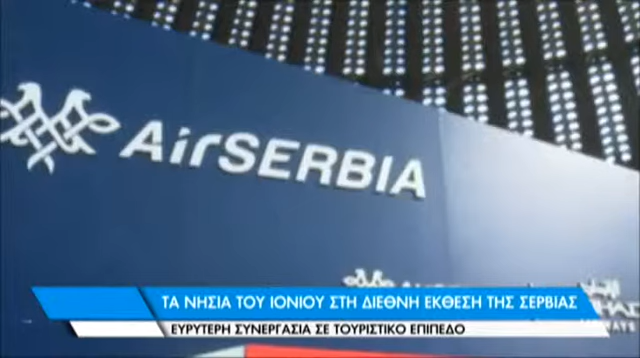 AirSERBIA
ΤΑ ΝΗΣΙΑ ΤΟΥ ΙΟΝΙΟΥ ΣΤΗ ΔΙΕΘΝΗ ΕΚΘΕΣΗ ΤΗΣ ΣΕΡΒΙΑΣ
ΕΥΡΥΤΕΡΗ ΣΥΝΕΡΓΑΣΙΑ ΣΕ ΤΟΥΡΙΣΤΙΚΟ ΕΠΙΠΕΔΟ